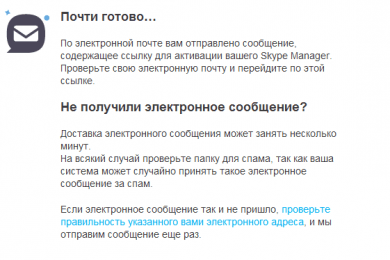 Почти готово…
По электронной почте вам отправлено сообщение,
содержащее ссылку для активации вашего Skype Manager.
Проверьте свою электронную почту и перейдите по этой
ссылке.
Не получили электронное сообщение?
Доставка электронного сообщения может занять несколько
минут.
На всякий случай проверьте папку для спама, так как ваша
система может случайно принять такое электронное
сообщение за спам.
Если электронное сообщение так и не пришло, проверьте
правильность указанного вами электронного адреса, и мы
отправим сообщение еще раз.